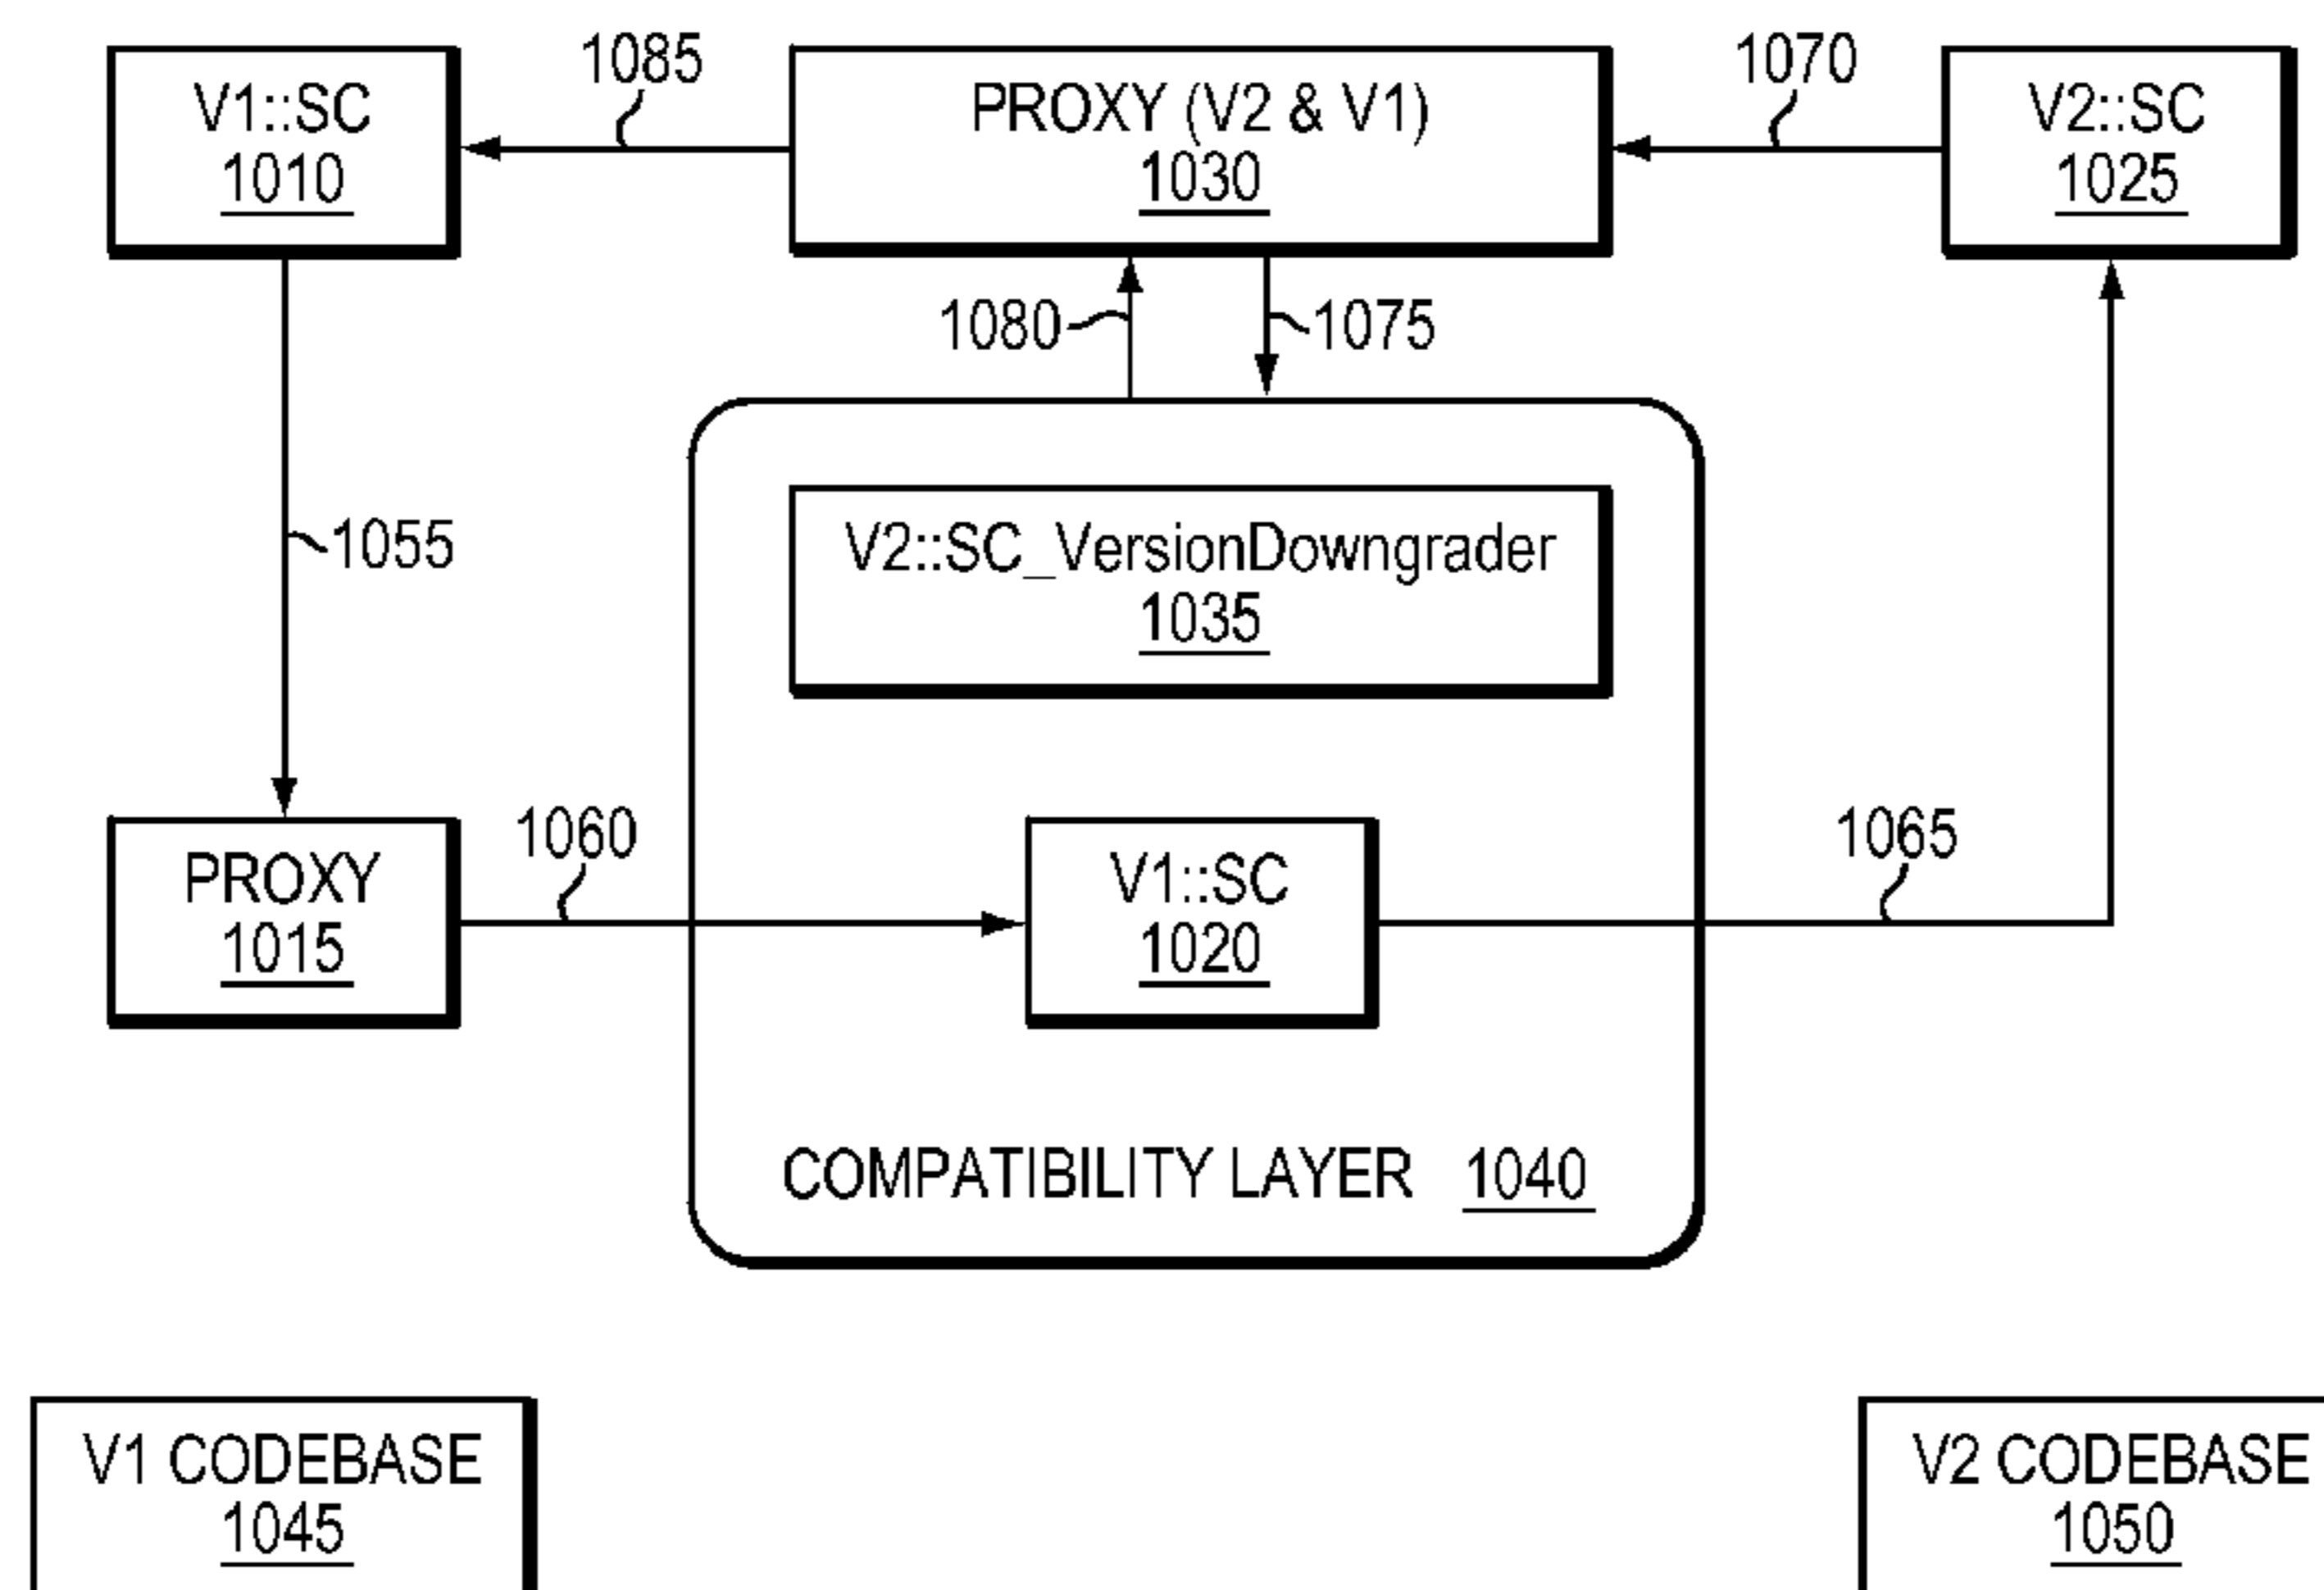 1085
1070
V1::SC
1010
PROXY (V2 & V1)
1030
V2::SC
1025
1080
1075
1055
V2::SC_VersionDowngrader
1035
1060
1065
PROXY
1015
V1::SC
1020
COMPATIBILITY LAYER 1040
V1 CODEBASE
1045
V2 CODEBASE
1050